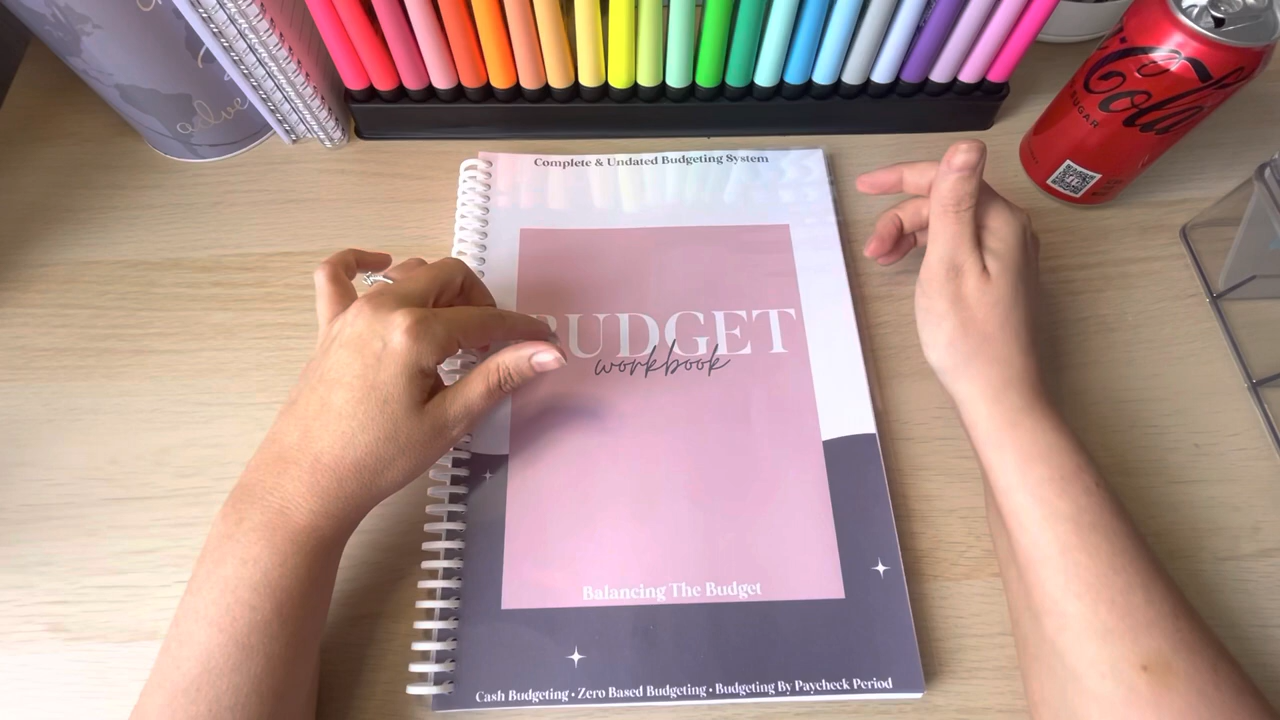 achieve
Complete & Undated Budgeting System
BUDGET
workbook
Balancing The Budget
Cash Budgeting • Zero Based Budgeting • Budgeting By Paycheck Period
Cola
SUGAR